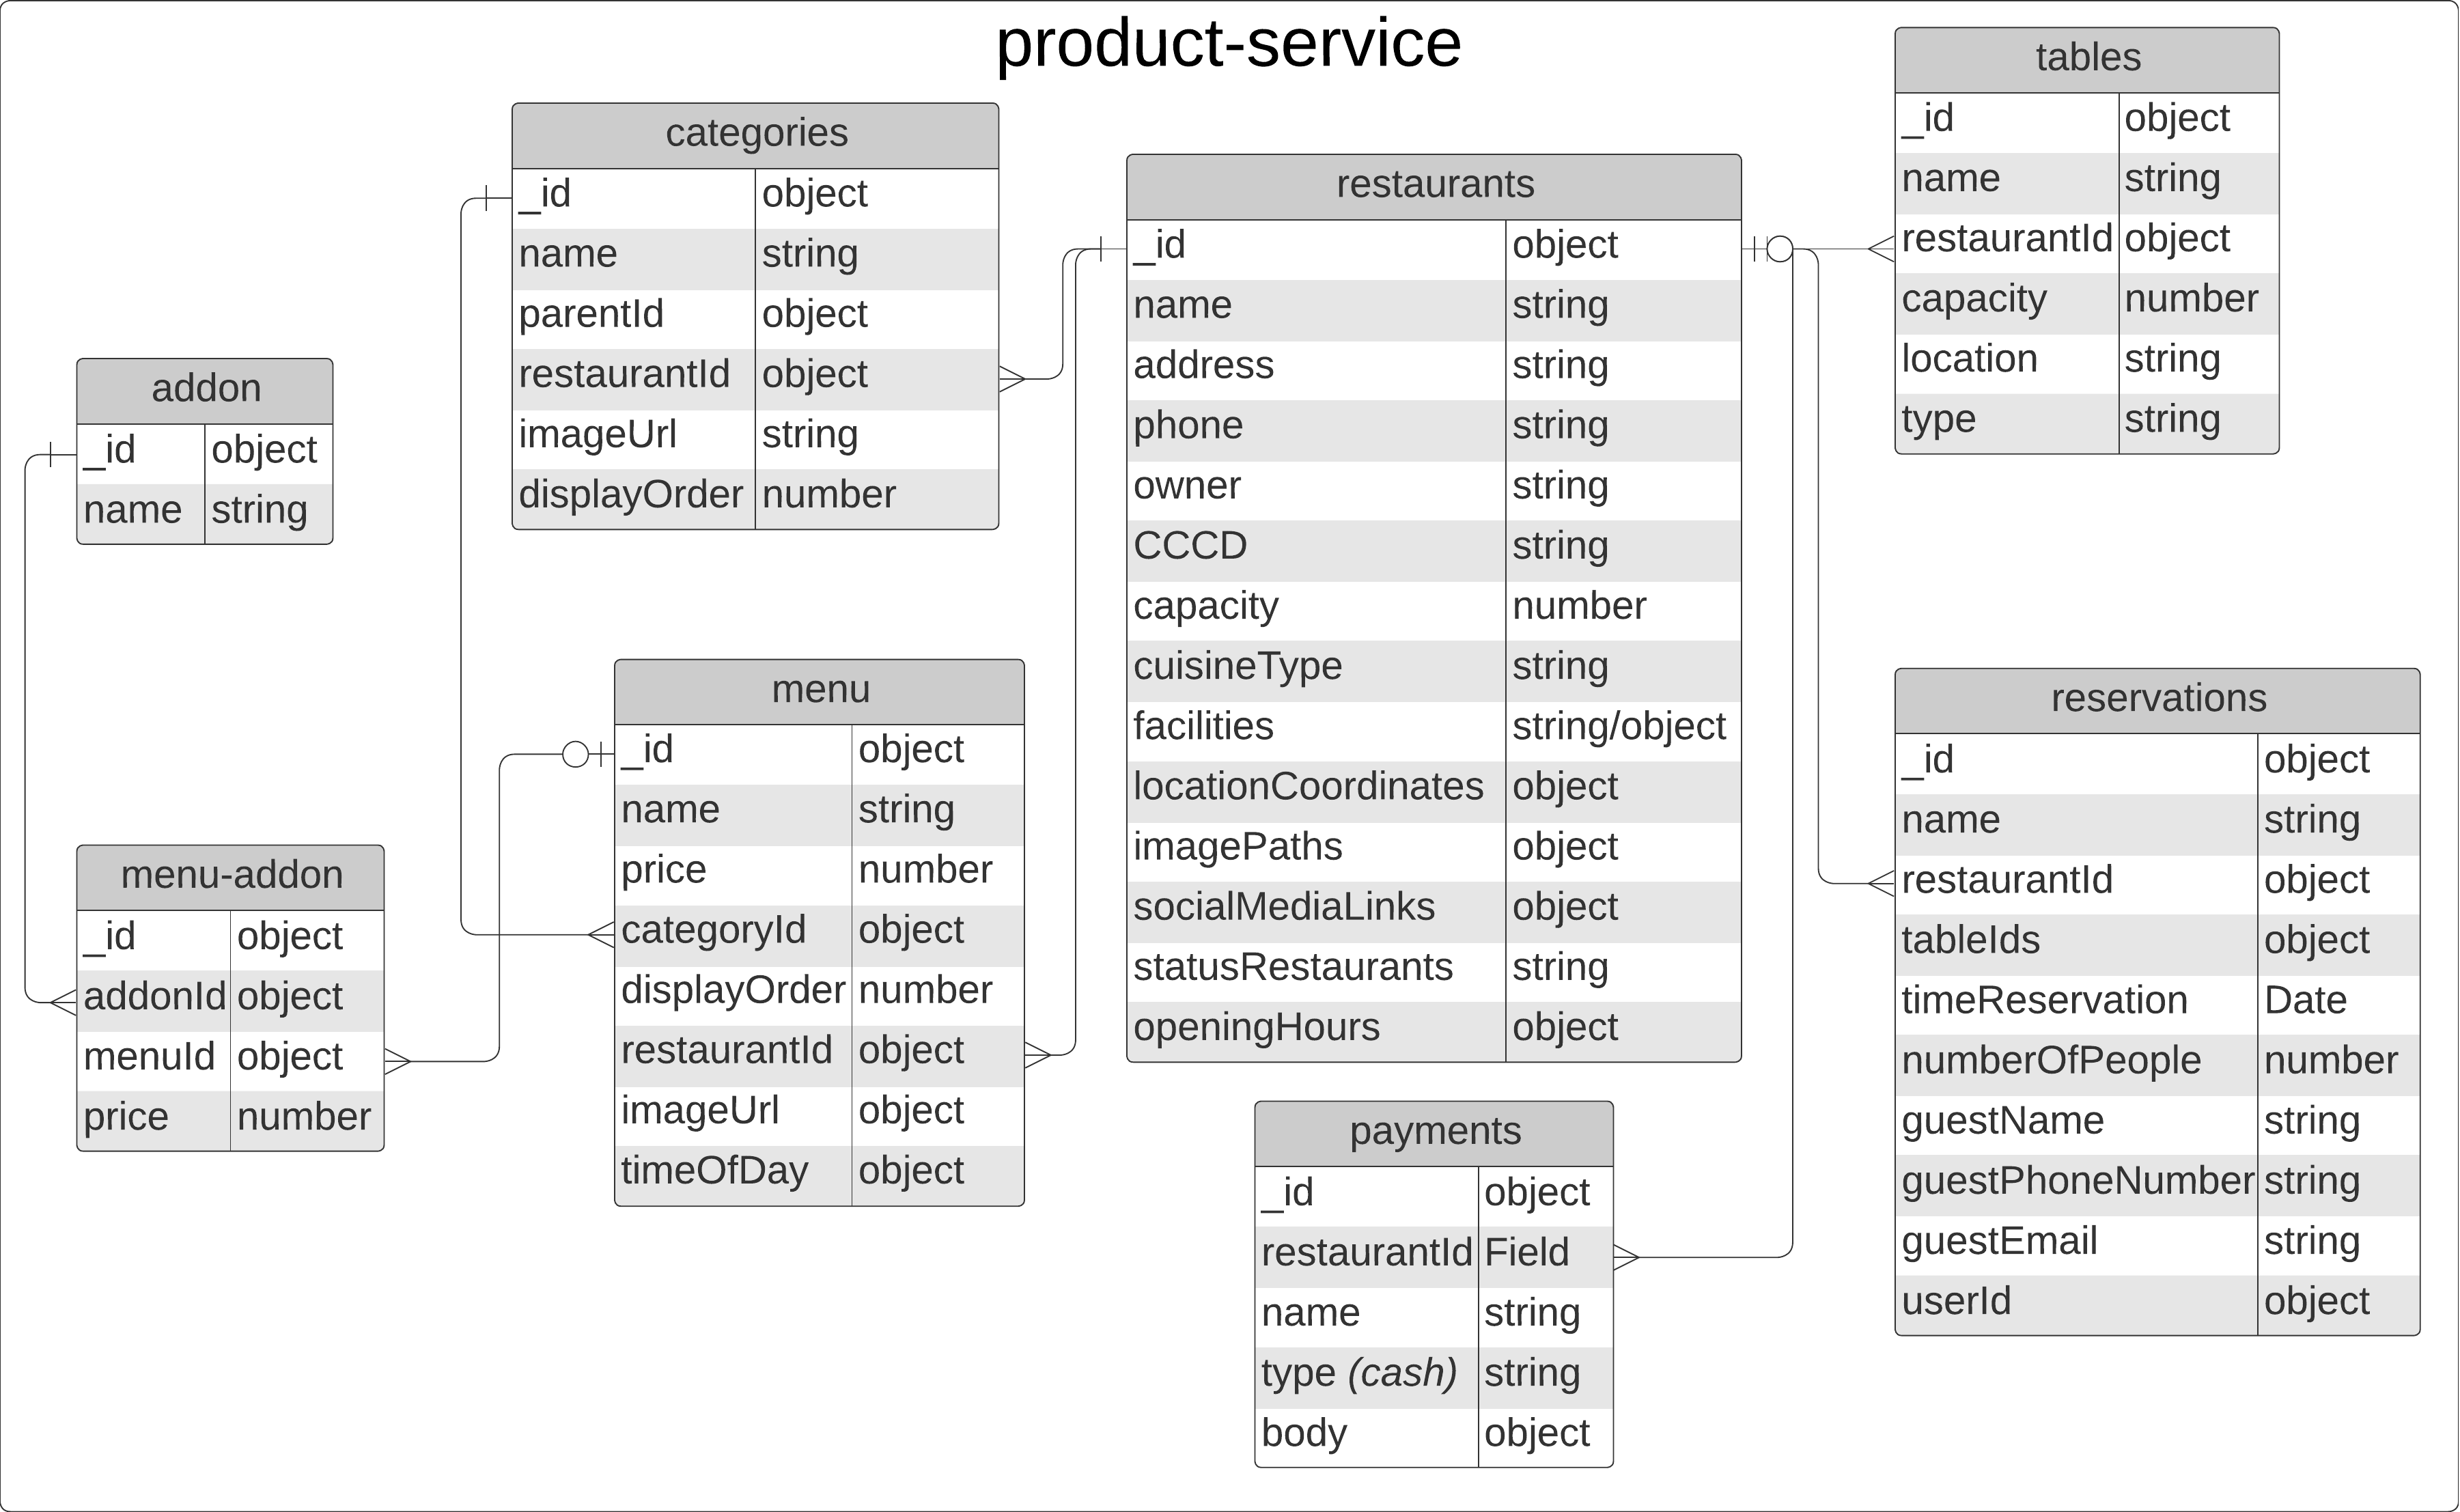 product-service
tables
_id object
name string
restaurantId object
capacity number
location string
type string
categories
_id object
name string
parentId object
restaurantId object
imageUrl string
displayOrder number
restaurants
_id object
name string
address string
phone string
owner string
CCCD string
capacity number
cuisineType string
facilities string/object
locationCoordinates object
imagePaths object
socialMediaLinks object
statusRestaurants string
openingHours object
addon
_id object
name string
menu
_id object
name string
price number
categoryId object
displayOrder number
restaurantId object
imageUrl object
timeOfDay object
reservations
_id object
name string
restaurantId object
tableIds object
timeReservation Date
numberOfPeople number
guestName string
guestPhoneNumber string
guestEmail string
userId object
menu-addon
_id object
addonId object
menuId object
price number
payments
_id object
restaurantId Field
name string
type (cash) string
body object